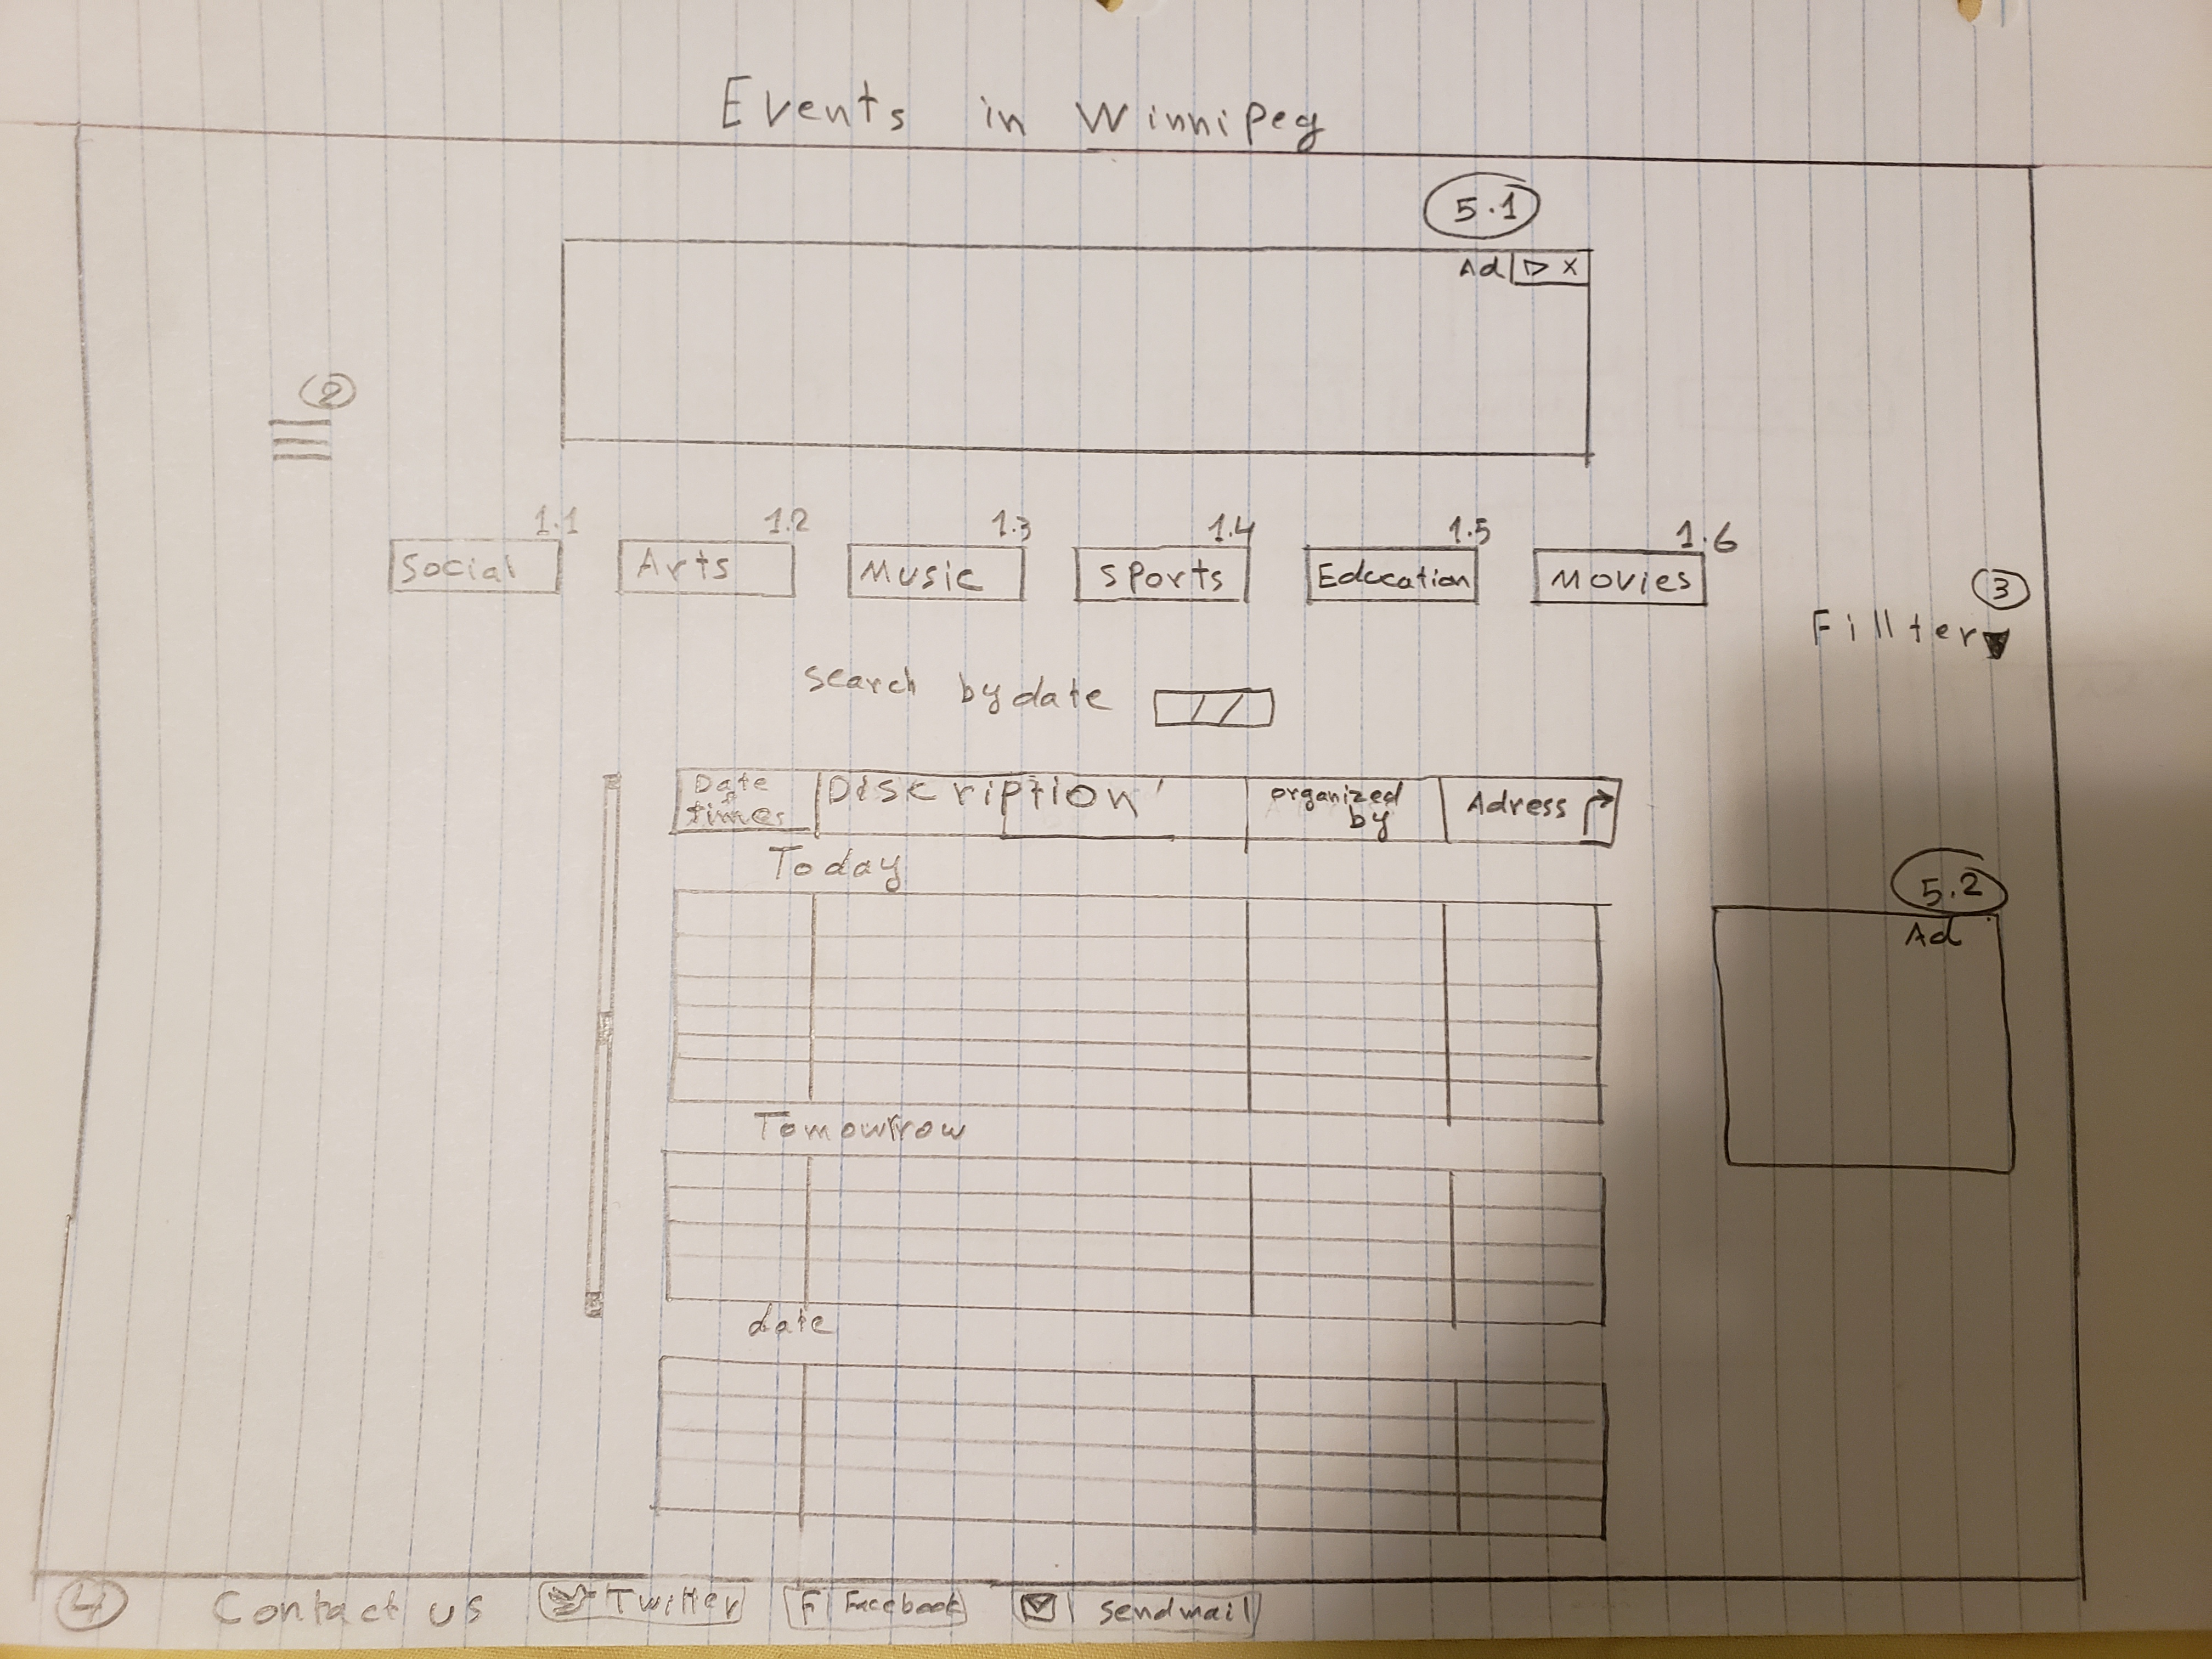 Events in Winnipeg
5.1
Ad X
2
1.1 1.2 1.3 1.4 1.5 1.6
Social Arts Music Sports Education Movies
3
Fillter
search by date //
Date & times Discription organized by Adress
Today
5.2
Ad
Tomowrrow
date
4 Contact us Twitter F Facebook sendmail